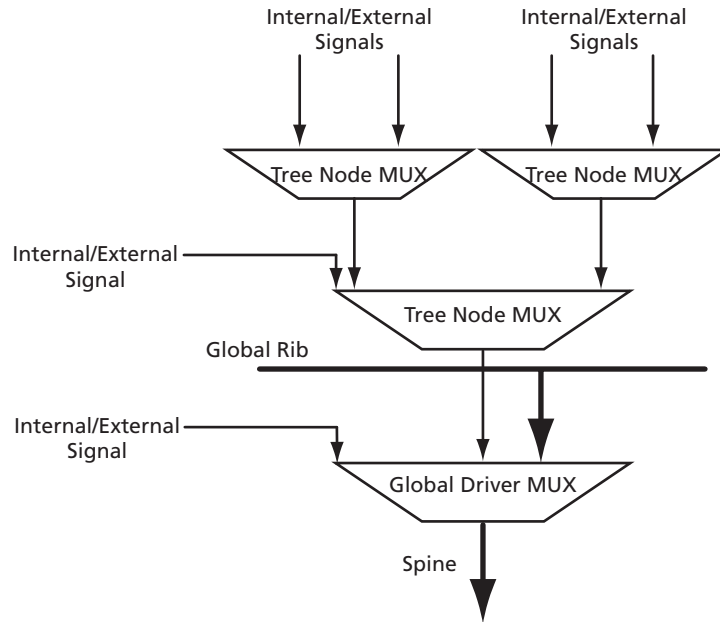 Internal/External
Signals
Internal/External
Signals
Tree Node MUX
Tree Node MUX
Internal/External
Signal
Tree Node MUX
Global Rib
Internal/External
Signal
Global Driver MUX
Spine